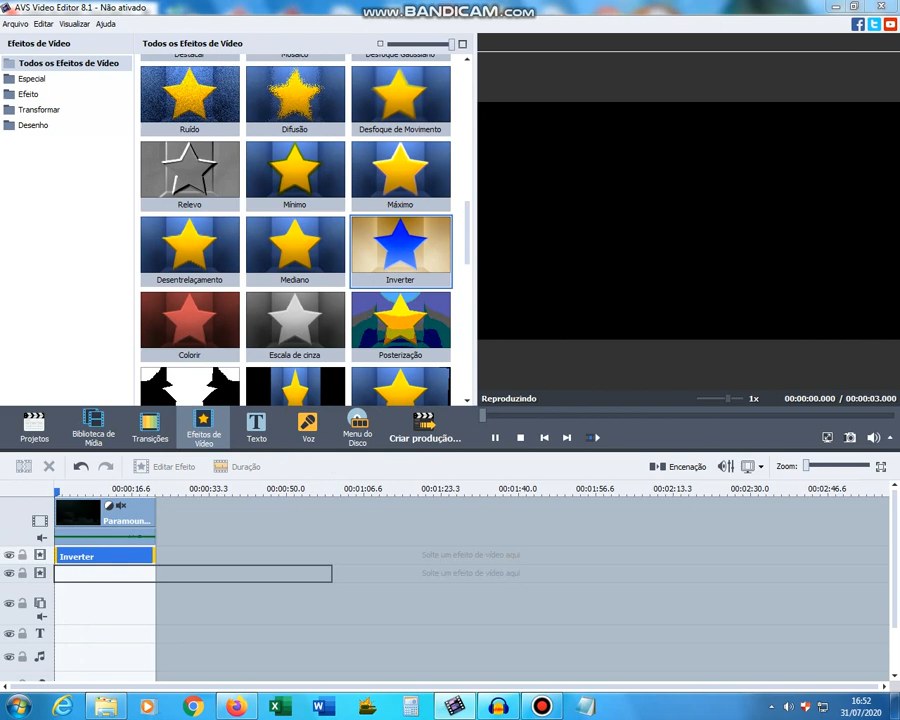 AVS Video Editor 8.1 - Não ativado
www.BANDICAM.com
Arquivo Editar Visualizar Ajuda
Efeitos de Vídeo
Todos os Efeitos de Vídeo
Todos os Efeitos de Vídeo
Especial
Efeito
Transformar
Desenho
Destacar Mosaico Desfoque Gaussiano
Ruído Difusão Desfoque de Movimento
Relevo Mínimo Máximo
Desentrelaçamento Mediano Inverter
Colorir Escala de cinza Posterização
Reproduzindo 1x 00:00:00.000 / 00:00:03.000
Projetos
Biblioteca de Mídia
Transições
Efeitos de Vídeo
Texto
Voz
Menu do Disco
Criar produção...
Editar Efeito Duração Encenação Zoom:
00:00:16.6 00:00:33.3 00:00:50.0 00:01:06.6 00:01:23.3 00:01:40.0 00:01:56.6 00:02:13.3 00:02:30.0 00:02:46.6
Paramoun...
Inverter
Solte um efeito de vídeo aqui
Solte um efeito de vídeo aqui
T
16:52
31/07/2020